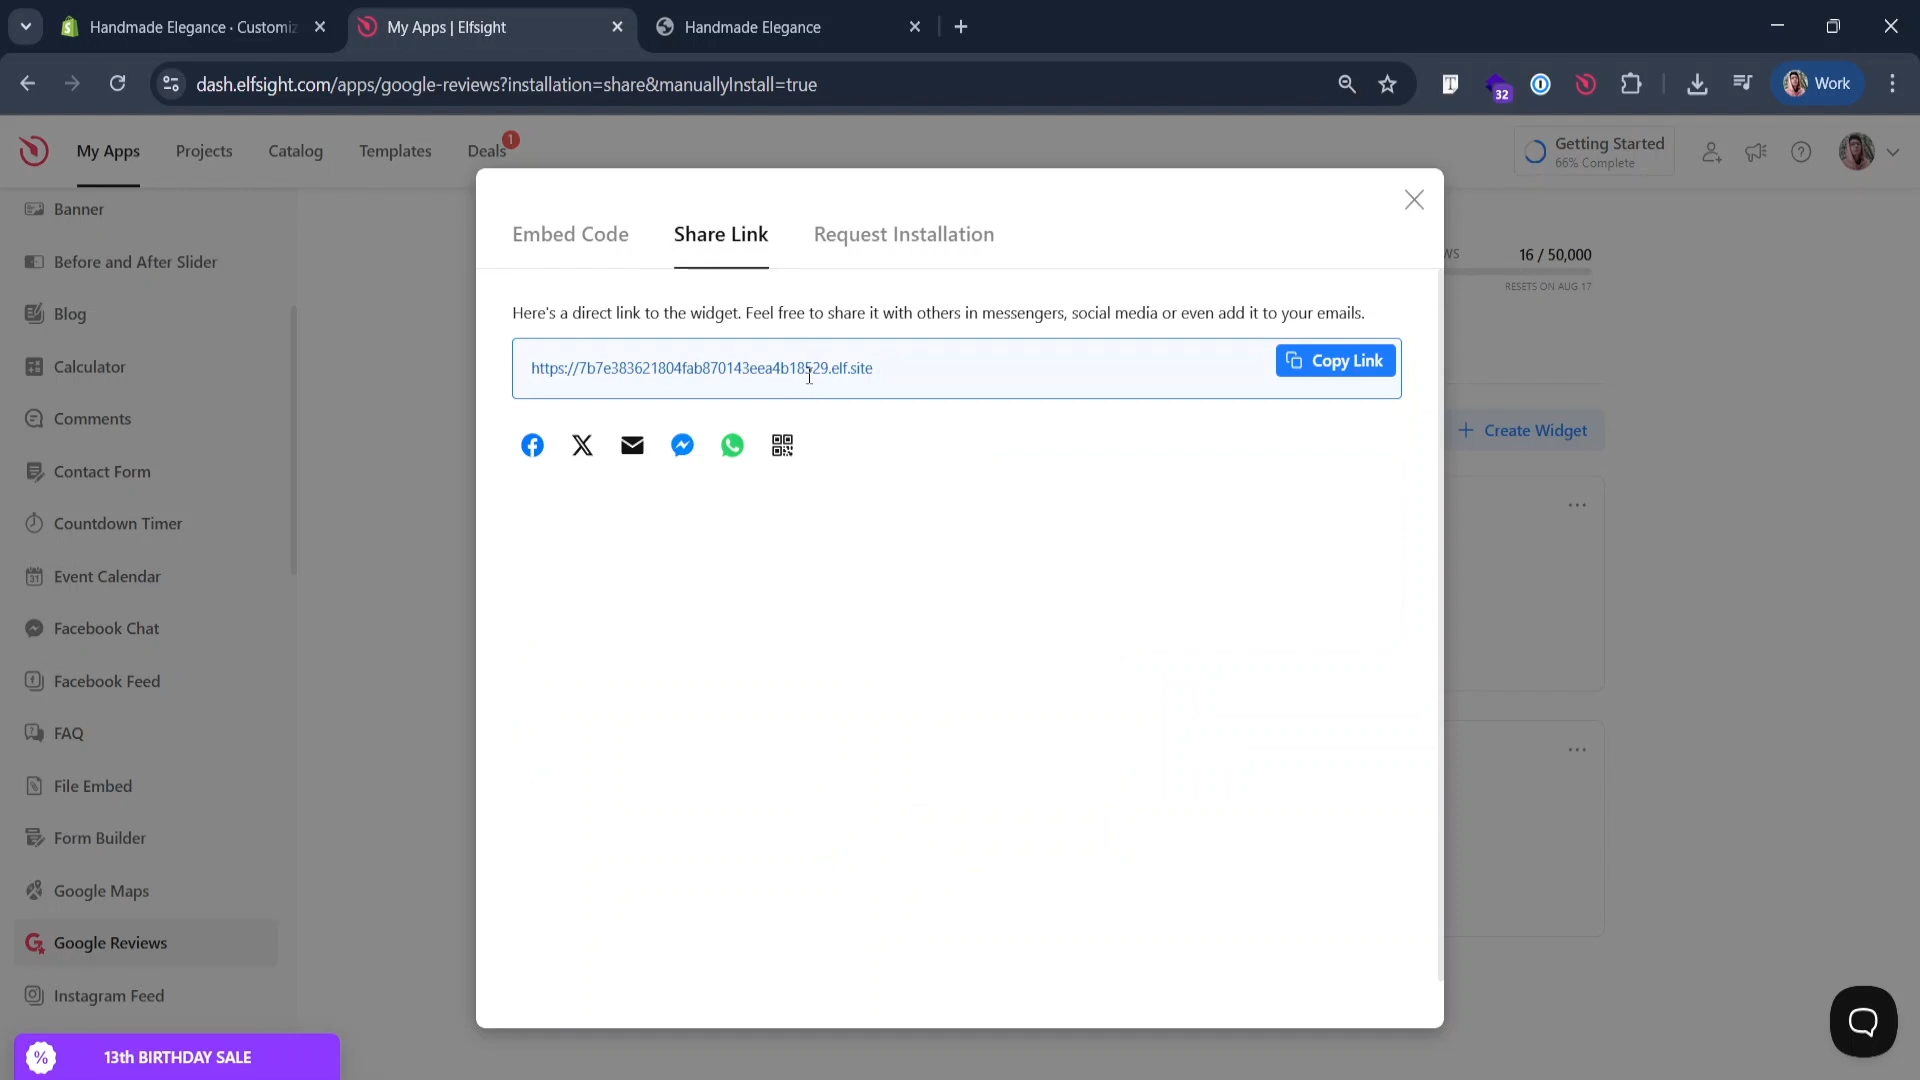 Handmade Elegance · Customiz
My Apps | Elfsight
Handmade Elegance
dash.elfsight.com/apps/google-reviews?installation=share&manuallyInstall=true
32
Work
My Apps
Projects
Catalog
Templates
Deals
1
Getting Started
66% Complete
Banner
Before and After Slider
Blog
Calculator
Comments
Contact Form
Countdown Timer
31
Event Calendar
Facebook Chat
Facebook Feed
FAQ
File Embed
Form Builder
Google Maps
Google Reviews
Instagram Feed
% 13th BIRTHDAY SALE
Embed Code
Share Link
Request Installation
Here's a direct link to the widget. Feel free to share it with others in messengers, social media or even add it to your emails.
https://7b7e383621804fab870143eea4b18529.elf.site
Copy Link
WS
16 / 50,000
RESETS ON AUG 17
+ Create Widget